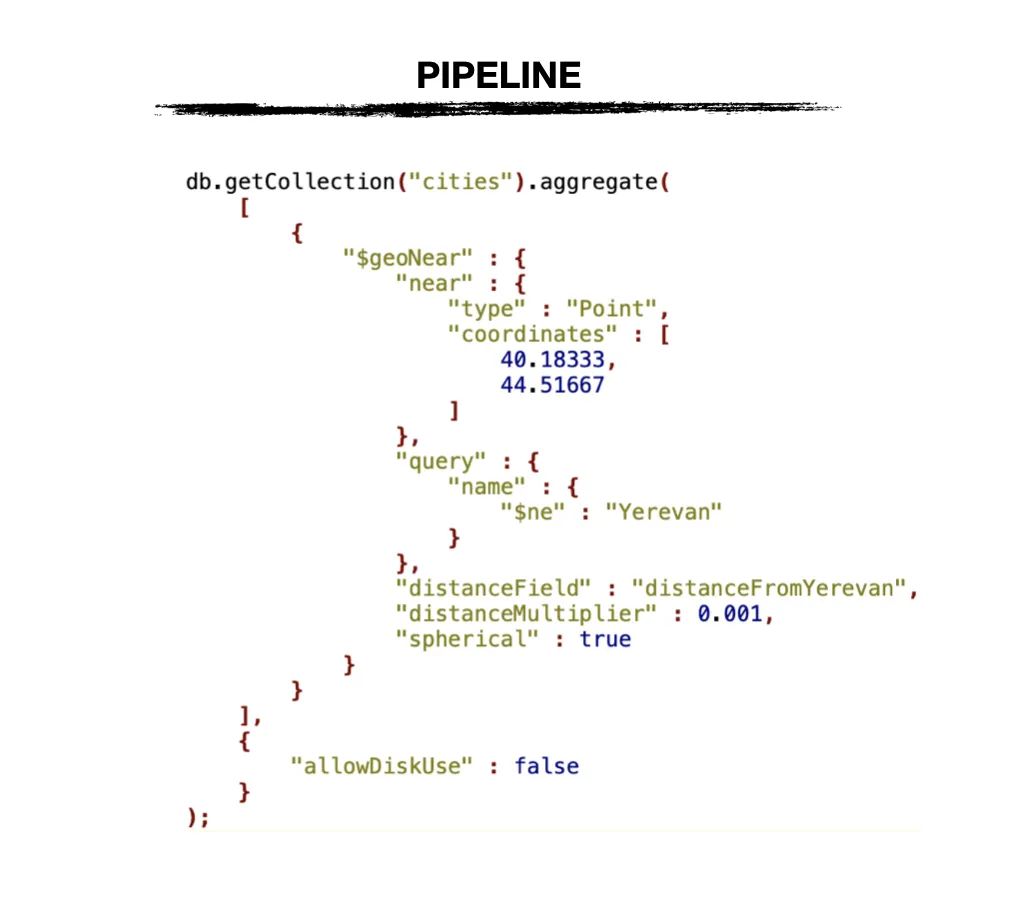 PIPELINE
db.getCollection("cities").aggregate(
[
{
"$geoNear" : {
"near" : {
"type" : "Point",
"coordinates" : [
40.18333,
44.51667
]
},
"query" : {
"name" : {
"$ne" : "Yerevan"
}
},
"distanceField" : "distanceFromYerevan",
"distanceMultiplier" : 0.001,
"spherical" : true
}
}
],
{
"allowDiskUse" : false
}
);